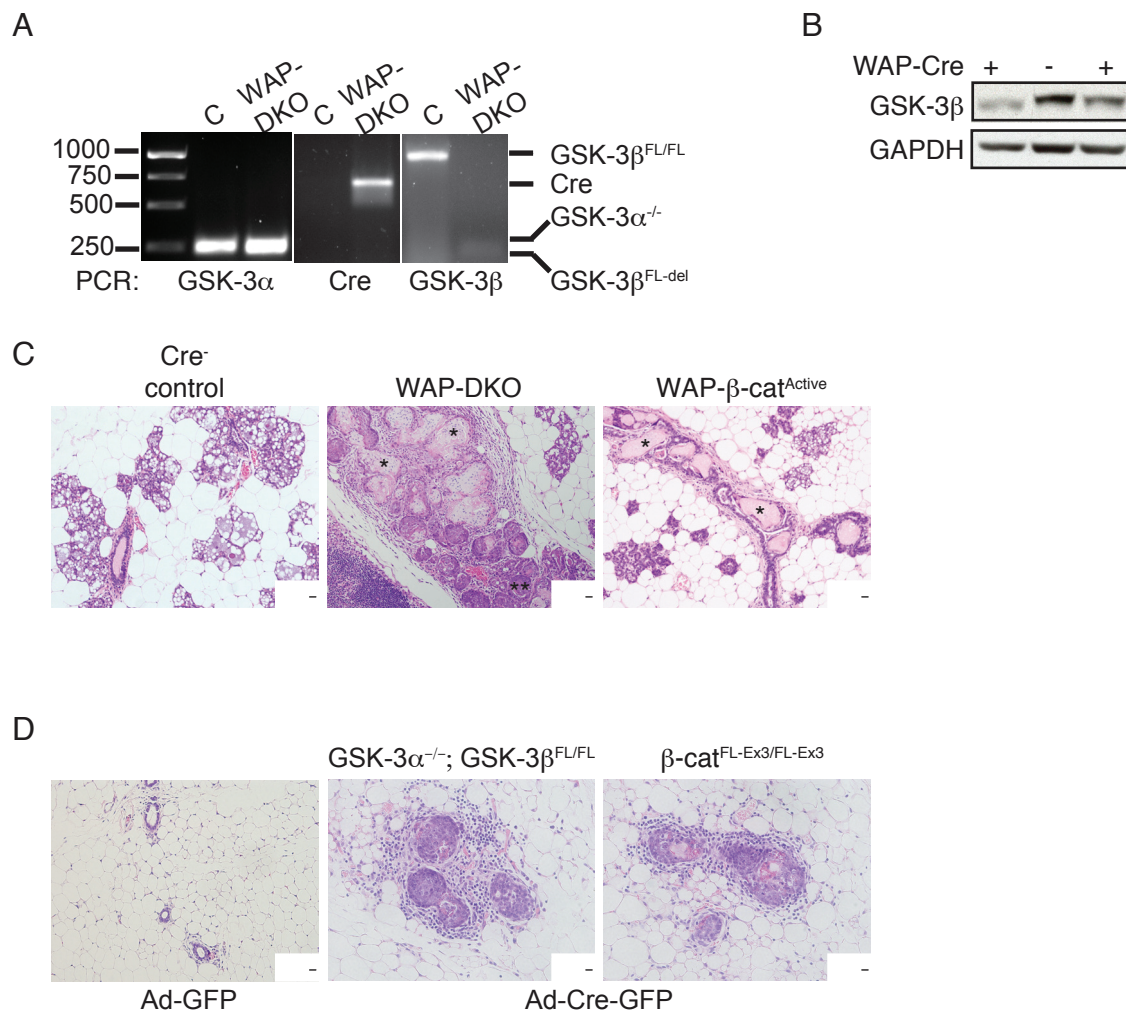 A
C
WAP-
DKO
C
WAP-
DKO
C
WAP-
DKO
1000
750
500
250
GSK-3β^FL/FL
Cre
GSK-3α^-/-
GSK-3β^FL-del
PCR:
GSK-3α
Cre
GSK-3β
B
WAP-Cre + - +
GSK-3β
GAPDH
C
Cre^-
control
WAP-DKO
WAP-β-cat^Active
*
*
**
*
*
D
GSK-3α^−/−; GSK-3β^FL/FL
β-cat^FL-Ex3/FL-Ex3
Ad-GFP
Ad-Cre-GFP